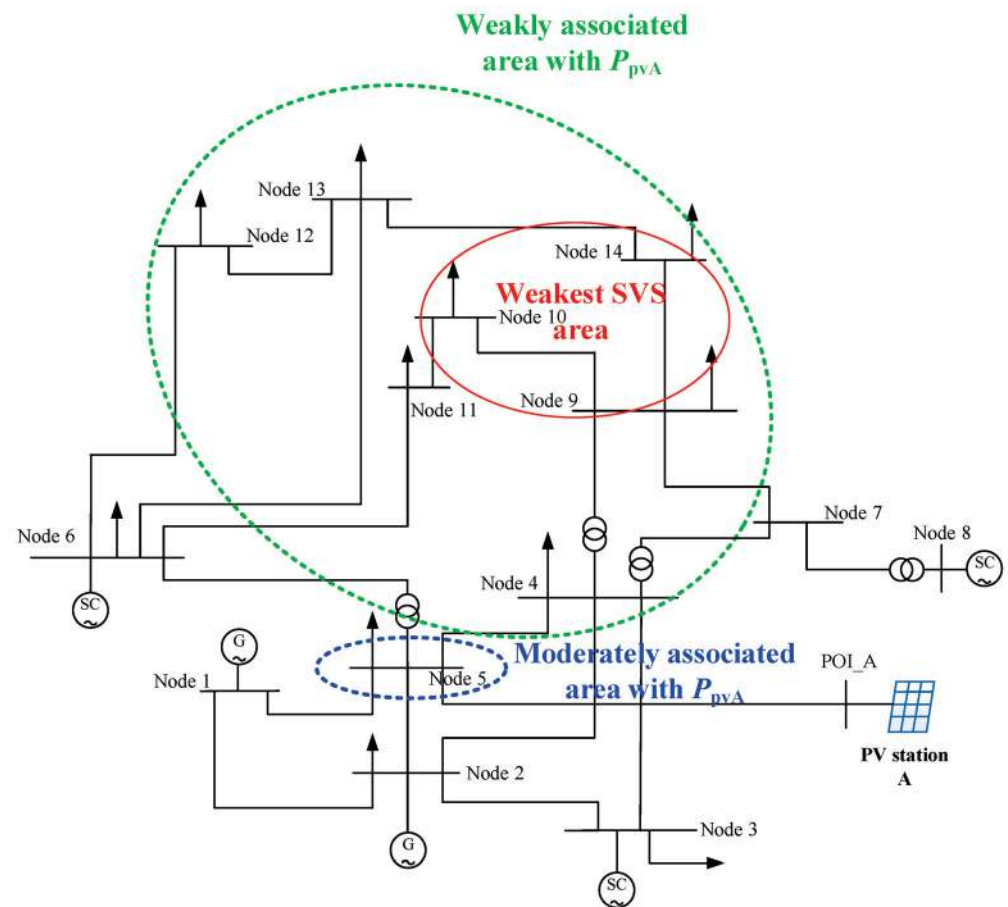 Weakly associated
area with PpvA
Node 13
Node 12
Node 14
Weakest SVS
Node 10
area
Node 11
Node 9
Node 6
Node 7
Node 8
SC
SC
Node 4
G
Node 1
Node 5
Moderately associated
area with PpvA
POI_A
PV station
A
Node 2
G
Node 3
SC